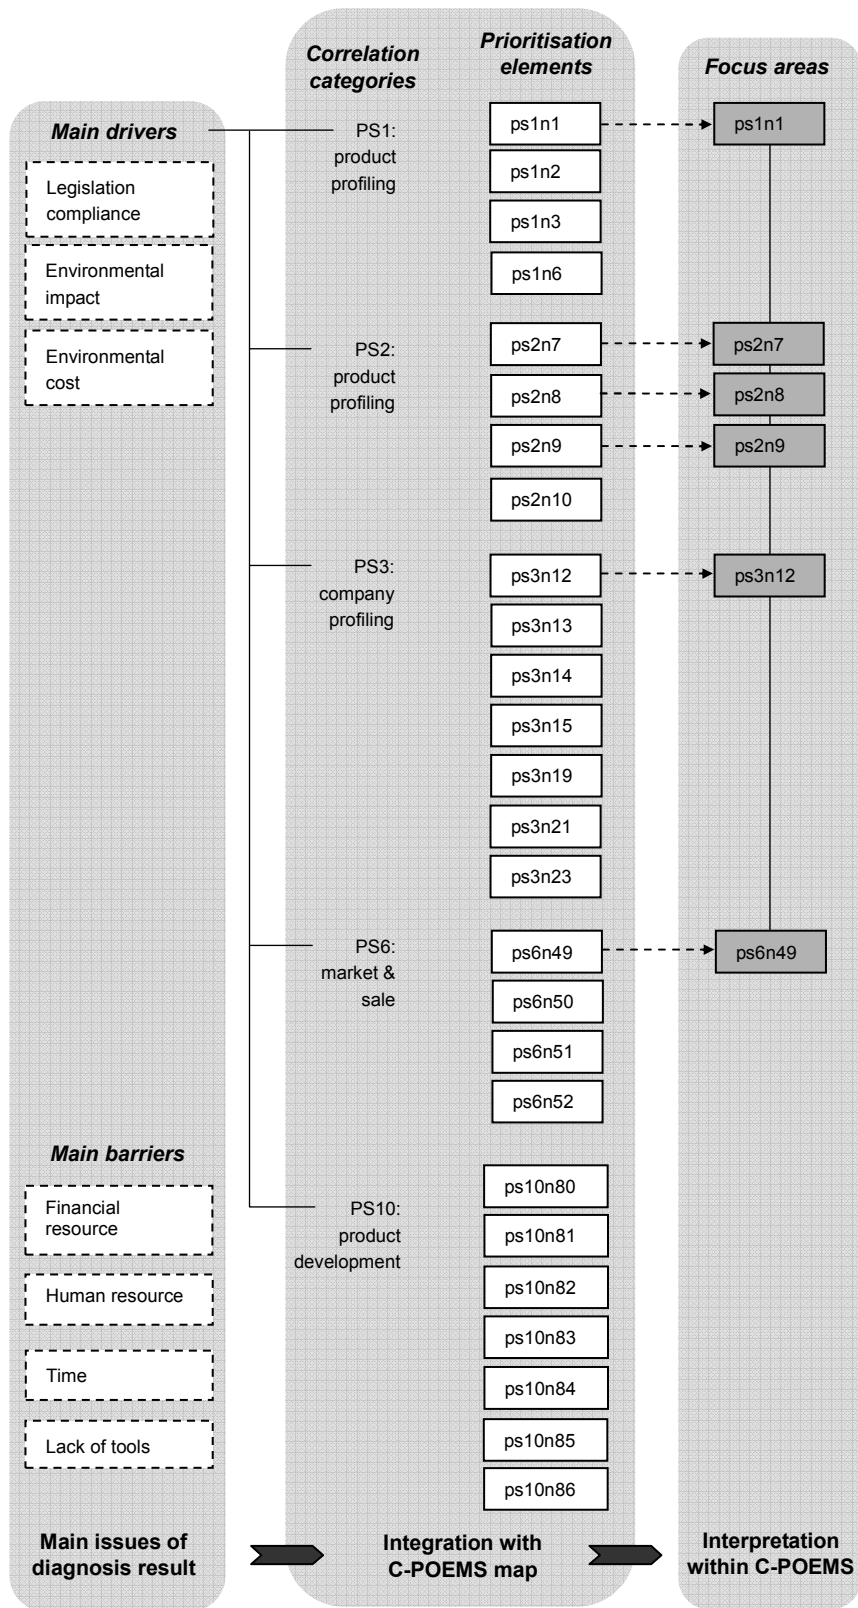 Main drivers
Legislation
compliance
Environmental
impact
Environmental
cost
Main barriers
Financial
resource
Human resource
Time
Lack of tools
Main issues of
diagnosis result
Correlation
categories
Prioritisation
elements
PS1:
product
profiling
ps1n1
ps1n2
ps1n3
ps1n6
PS2:
product
profiling
ps2n7
ps2n8
ps2n9
ps2n10
PS3:
company
profiling
ps3n12
ps3n13
ps3n14
ps3n15
ps3n19
ps3n21
ps3n23
PS6:
market &
sale
ps6n49
ps6n50
ps6n51
ps6n52
PS10:
product
development
ps10n80
ps10n81
ps10n82
ps10n83
ps10n84
ps10n85
ps10n86
Integration with
C-POEMS map
Focus areas
ps1n1
ps2n7
ps2n8
ps2n9
ps3n12
ps6n49
Interpretation
within C-POEMS